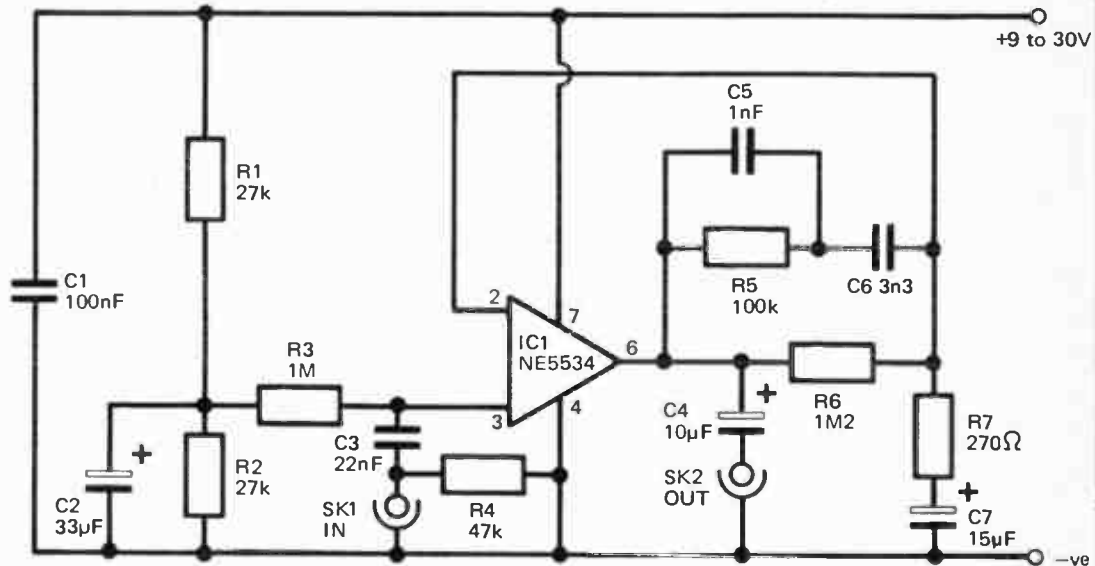 +9 to 30V
C5
1nF
R1
27k
C1
100nF
R5
100k
C6 3n3
2
7
IC1
NE5534
6
R3
1M
3
4
C3
22nF
C4
10µF
+
R6
1M2
R7
270Ω
+
C2
33µF
R2
27k
SK1
IN
R4
47k
SK2
OUT
+
C7
15µF
−ve